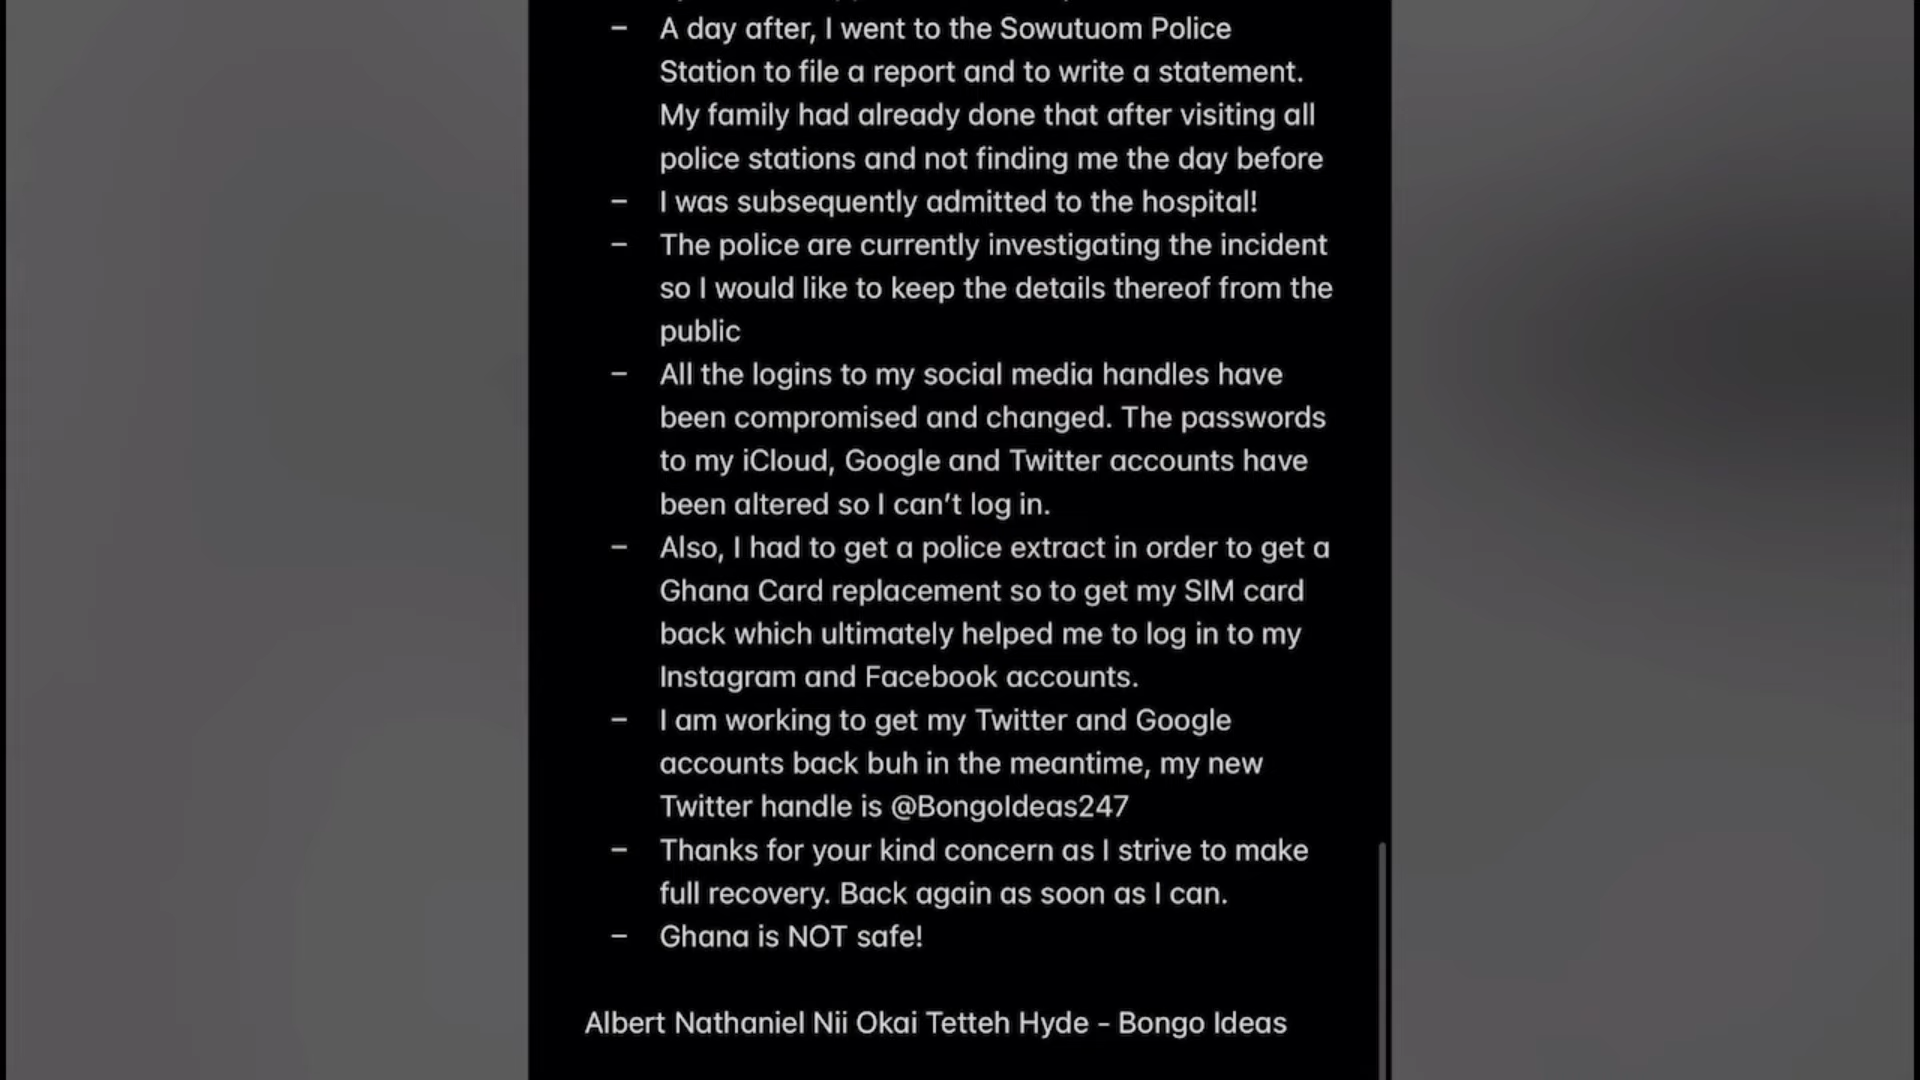 – A day after, I went to the Sowutuom Police
Station to file a report and to write a statement.
My family had already done that after visiting all
police stations and not finding me the day before
– I was subsequently admitted to the hospital!
– The police are currently investigating the incident
so I would like to keep the details thereof from the
public
– All the logins to my social media handles have
been compromised and changed. The passwords
to my iCloud, Google and Twitter accounts have
been altered so I can’t log in.
– Also, I had to get a police extract in order to get a
Ghana Card replacement so to get my SIM card
back which ultimately helped me to log in to my
Instagram and Facebook accounts.
– I am working to get my Twitter and Google
accounts back buh in the meantime, my new
Twitter handle is @BongoIdeas247
– Thanks for your kind concern as I strive to make
full recovery. Back again as soon as I can.
– Ghana is NOT safe!
Albert Nathaniel Nii Okai Tetteh Hyde - Bongo Ideas